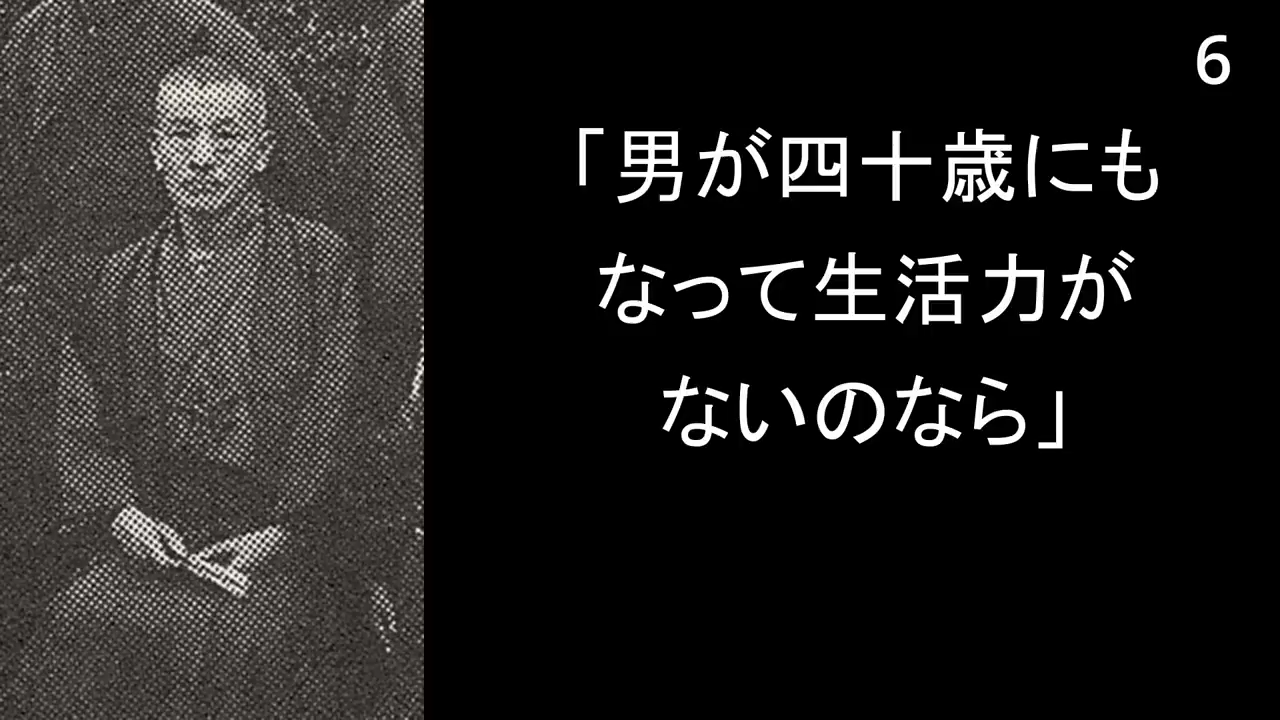 6
「男が四十歳にも
なって生活力が
ないのなら」